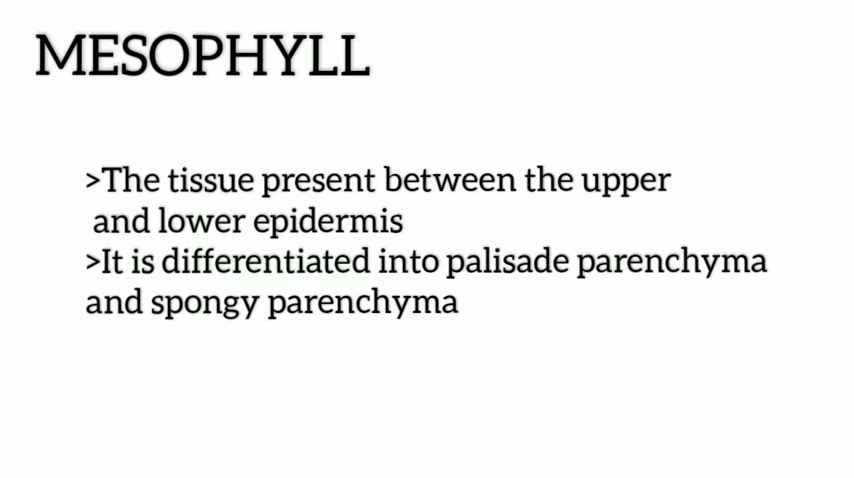 MESOPHYLL
>The tissue present between the upper
and lower epidermis
>It is differentiated into palisade parenchyma
and spongy parenchyma